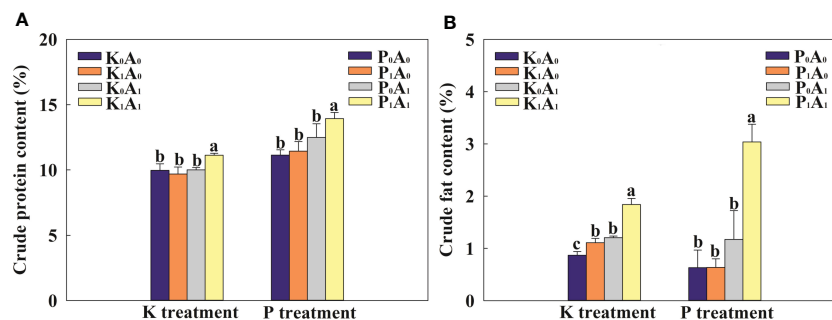 A
B
Crude protein content (%)
20
15
10
5
0
K₀A₀
K₁A₀
K₀A₁
K₁A₁
P₀A₀
P₁A₀
P₀A₁
P₁A₁
b b b a
b b b a
K treatment P treatment
Crude fat content (%)
5
4
3
2
1
0
K₀A₀
K₁A₀
K₀A₁
K₁A₁
P₀A₀
P₁A₀
P₀A₁
P₁A₁
c b b a
b b b a
K treatment P treatment